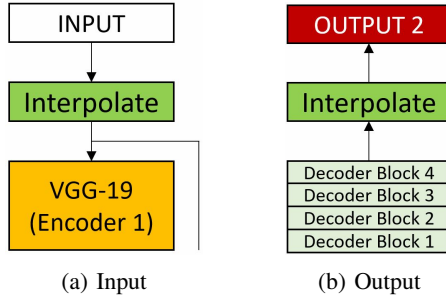 INPUT
Interpolate
VGG-19
(Encoder 1)
(a) Input
OUTPUT 2
Interpolate
Decoder Block 4
Decoder Block 3
Decoder Block 2
Decoder Block 1
(b) Output